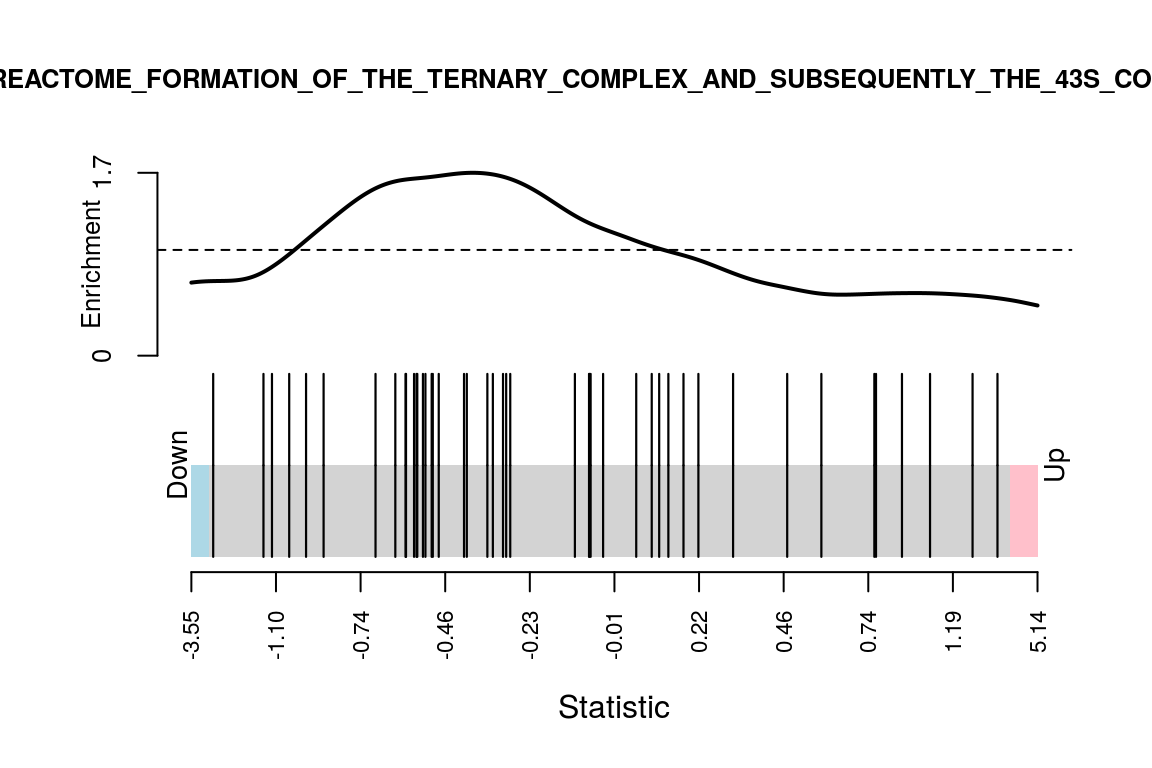 REACTOME_FORMATION_OF_THE_TERNARY_COMPLEX_AND_SUBSEQUENTLY_THE_43S_CO
1.7
Enrichment
0
Down
Up
-3.55 -1.10 -0.74 -0.46 -0.23 -0.01 0.22 0.46 0.74 1.19 5.14
Statistic